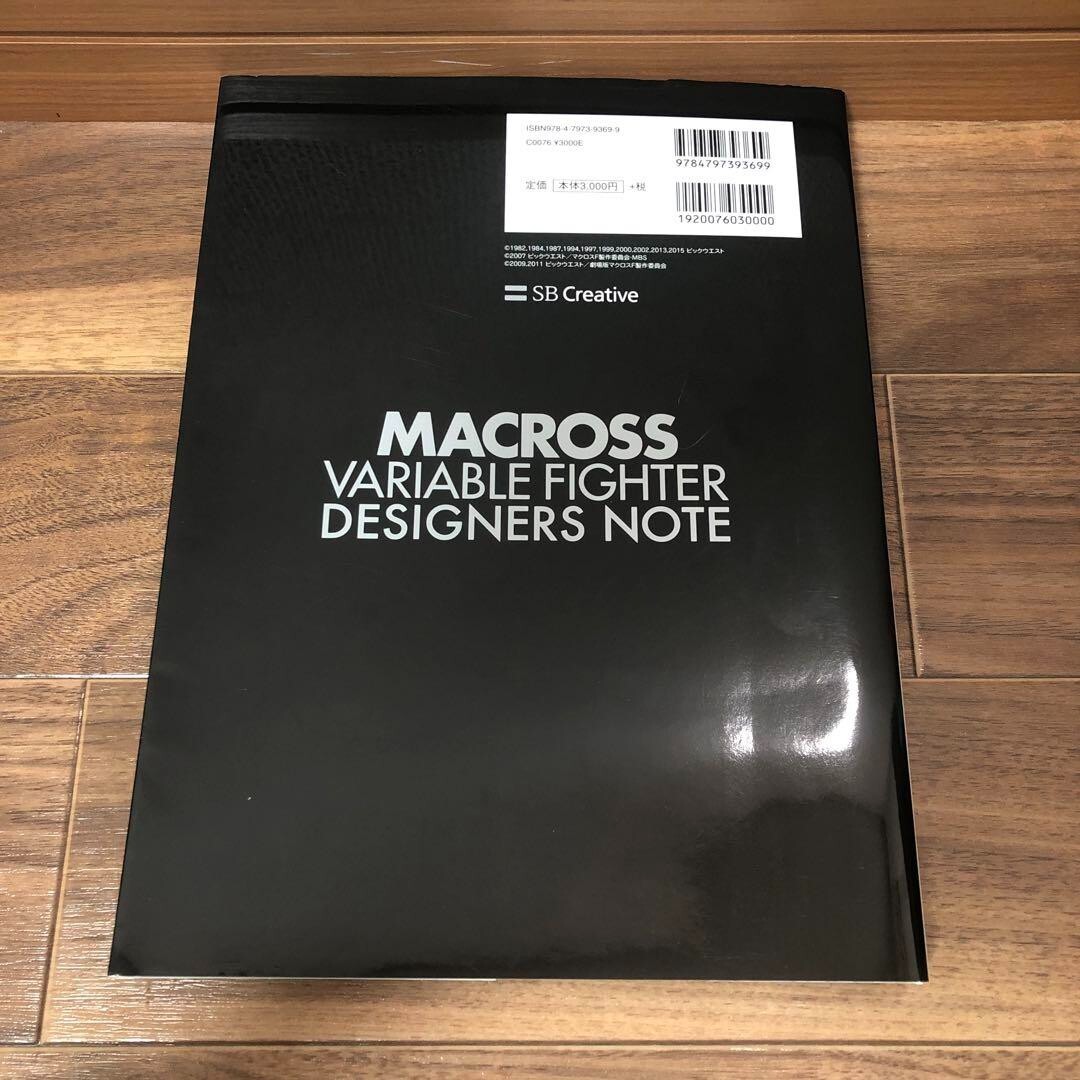 ISBN978-4-7973-9369-9
C0076 ¥3000E
9784797393699
定価 本体3,000円 +税
1920076030000
©1982,1984,1987,1994,1997,1999,2000,2002,2013,2015 ビックウエスト
©2007 ビックウエスト／マクロスF製作委員会・MBS
©2009,2011 ビックウエスト／劇場版マクロスF製作委員会
SB Creative
MACROSS
VARIABLE FIGHTER
DESIGNERS NOTE